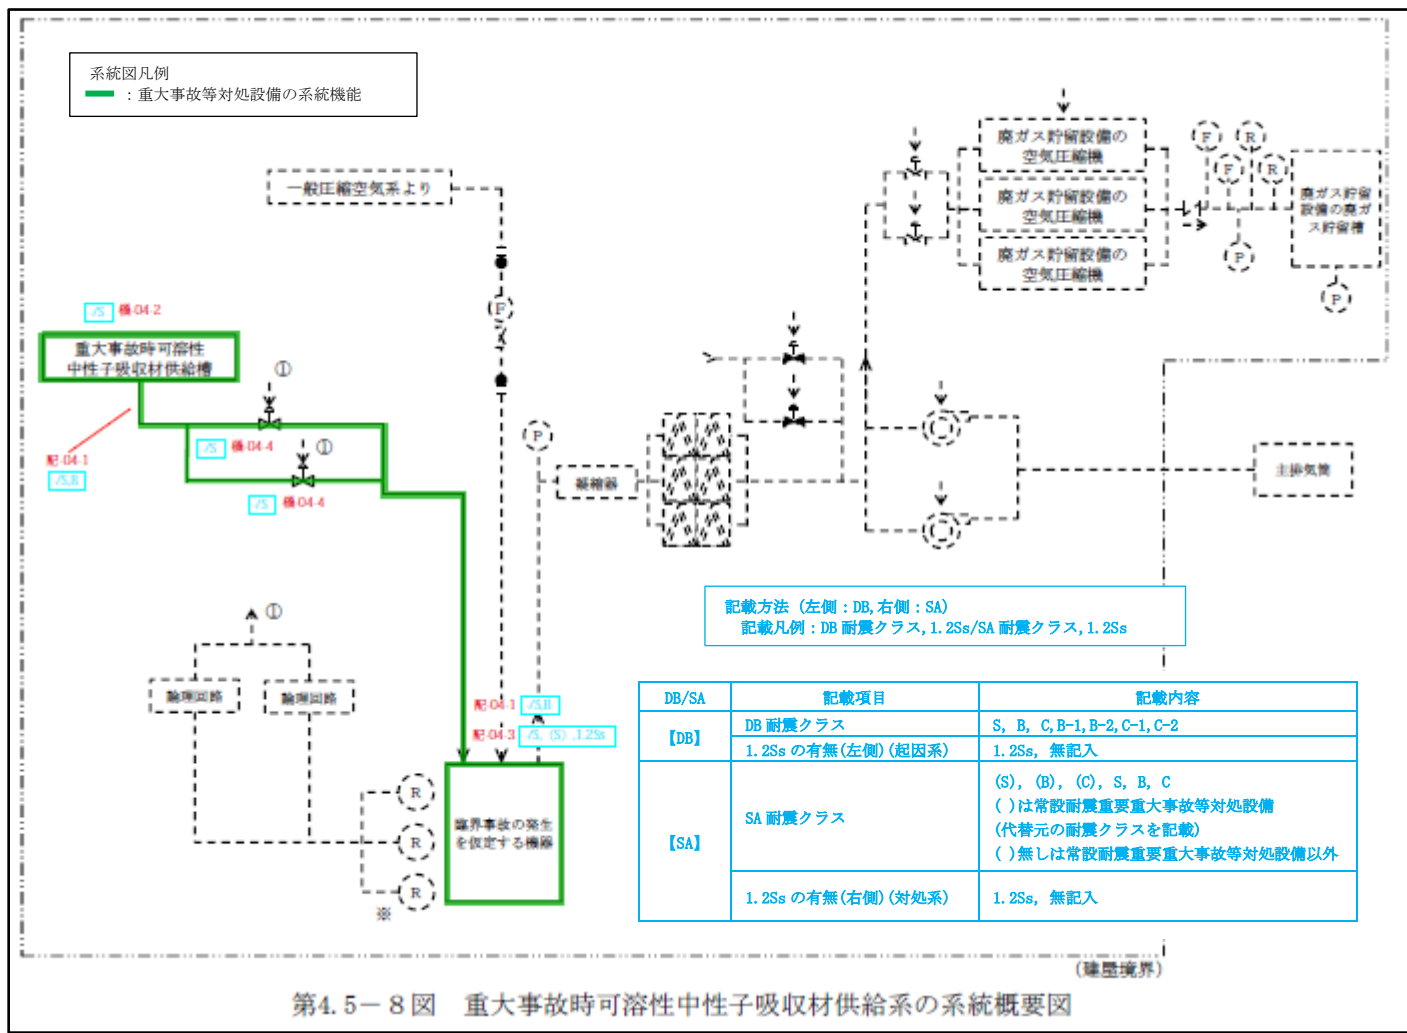 系統図凡例
：重大事故等対処設備の系統機能
一般圧縮空気系より
F
廃ガス貯留設備の
空気圧縮機
廃ガス貯留設備の
空気圧縮機
廃ガス貯留設備の
空気圧縮機
F
R
F
R
P
廃ガス貯留
設備の廃ガ
ス貯留槽
P
-/S 機-04-2
重大事故時可溶性
中性子吸収材供給槽
①
-/S 機-04-4
①
配-04-1
-/S,B
-/S 機-04-4
P
凝縮器
主排気筒
記載方法（左側：DB,右側：SA）
記載凡例：DB 耐震クラス, 1.2Ss/SA 耐震クラス, 1.2Ss
①
論理回路
論理回路
配-04-1 -/S,B
配-04-3 -/S, (S) ,1.2Ss
R
R
R
※
臨界事故の発生
を仮定する機器
DB/SA 記載項目 記載内容
【DB】 DB 耐震クラス S, B, C,B-1,B-2,C-1,C-2
1.2Ss の有無(左側)(起因系) 1.2Ss, 無記入
【SA】 SA 耐震クラス (S), (B), (C), S, B, C
( )は常設耐震重要重大事故等対処設備
(代替元の耐震クラスを記載)
( )無しは常設耐震重要重大事故等対処設備以外
1.2Ss の有無(右側)(対処系) 1.2Ss, 無記入
(建屋境界)
第4.5－8図　重大事故時可溶性中性子吸収材供給系の系統概要図